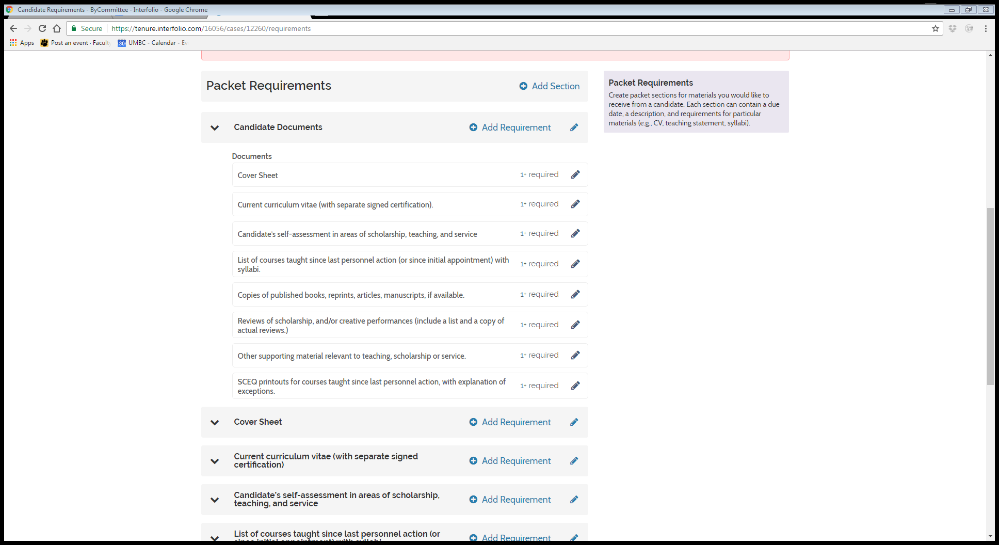 Candidate Requirements - ByCommittee - Interfolio - Google Chrome
Secure
https://tenure.interfolio.com/16056/cases/12260/requirements
Apps
Post an event · Facult
30
UMBC - Calendar - Ev
Packet Requirements
Add Section
Packet Requirements
Create packet sections for materials you would like to
receive from a candidate. Each section can contain a due
date, a description, and requirements for particular
materials (e.g., CV, teaching statement, syllabi).
Candidate Documents
Add Requirement
Documents
Cover Sheet
1+ required
Current curriculum vitae (with separate signed certification).
1+ required
Candidate's self-assessment in areas of scholarship, teaching, and service
1+ required
List of courses taught since last personnel action (or since initial appointment) with
syllabi.
1+ required
Copies of published books, reprints, articles, manuscripts, if available.
1+ required
Reviews of scholarship, and/or creative performances (include a list and a copy of
actual reviews.)
1+ required
Other supporting material relevant to teaching, scholarship or service.
1+ required
SCEQ printouts for courses taught since last personnel action, with explanation of
exceptions.
1+ required
Cover Sheet
Add Requirement
Current curriculum vitae (with separate signed
certification)
Add Requirement
Candidate's self-assessment in areas of scholarship,
teaching, and service
Add Requirement
List of courses taught since last personnel action (or
since initial appointment) with syllabi
Add Requirement